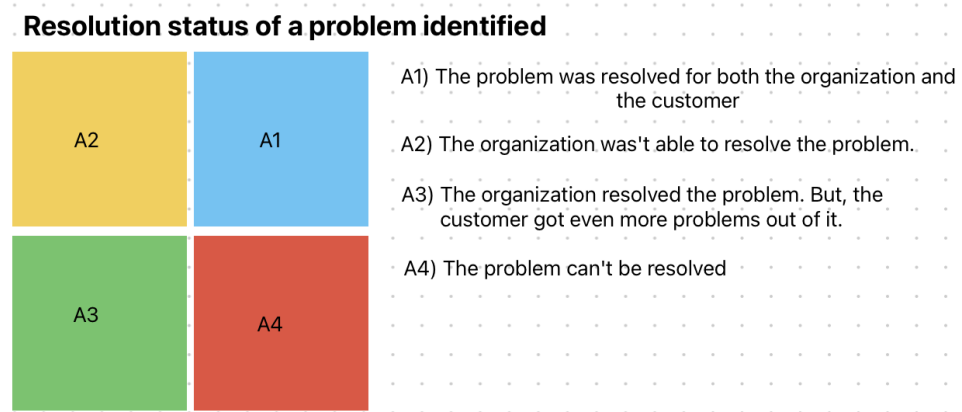 Resolution status of a problem identified
A2
A1
A3
A4
A1) The problem was resolved for both the organization and
the customer
A2) The organization was't able to resolve the problem.
A3) The organization resolved the problem. But, the
customer got even more problems out of it.
A4) The problem can't be resolved